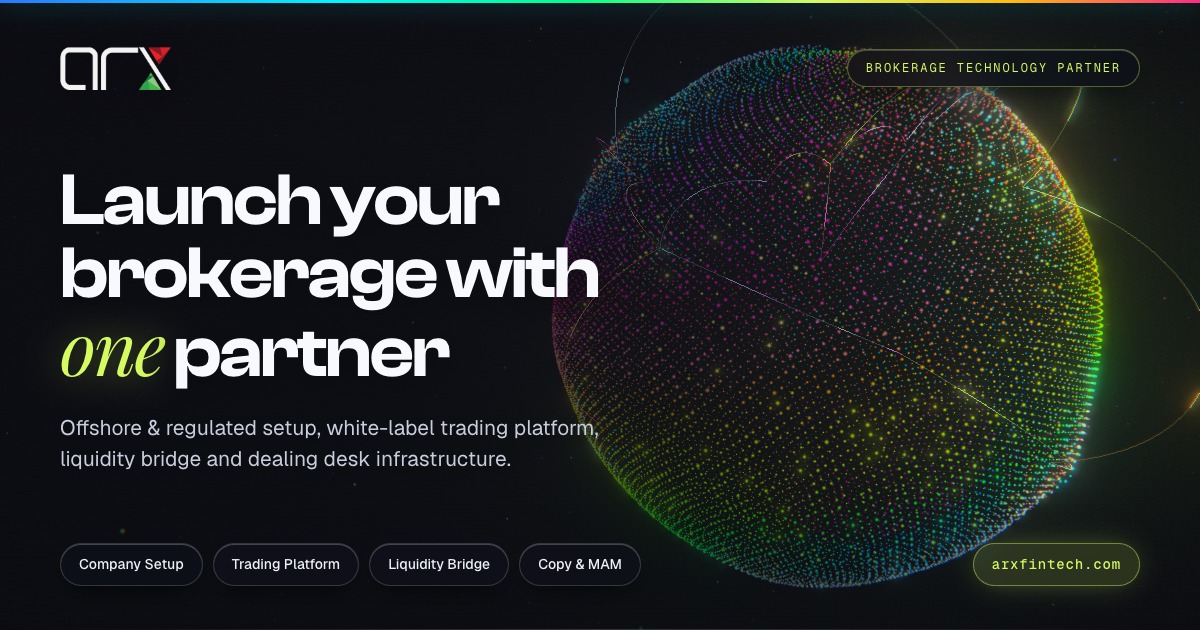 arx
BROKERAGE TECHNOLOGY PARTNER
Launch your
brokerage with
one partner
Offshore & regulated setup, white-label trading platform,
liquidity bridge and dealing desk infrastructure.
Company Setup
Trading Platform
Liquidity Bridge
Copy & MAM
arxfintech.com